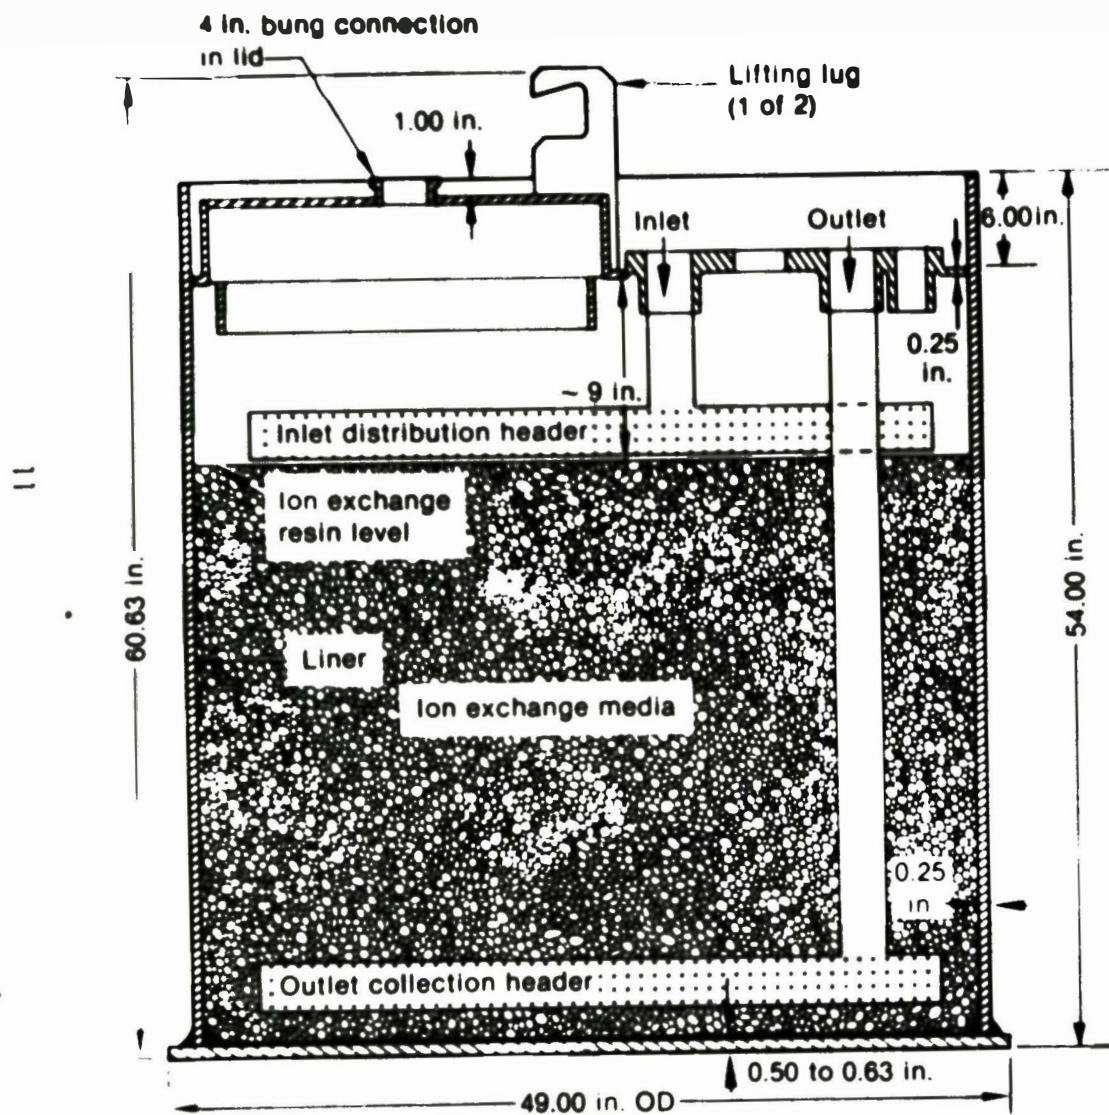 4 in. bung connection
in lid
Lifting lug
(1 of 2)
1.00 in.
Inlet
Outlet
6.00in.
0.25
in.
~ 9 in.
Inlet distribution header
Ion exchange
resin level
11
60.63 in.
54.00 in.
Liner
Ion exchange media
0.25
in
Outlet collection header
0.50 to 0.63 in.
49.00 in. OD